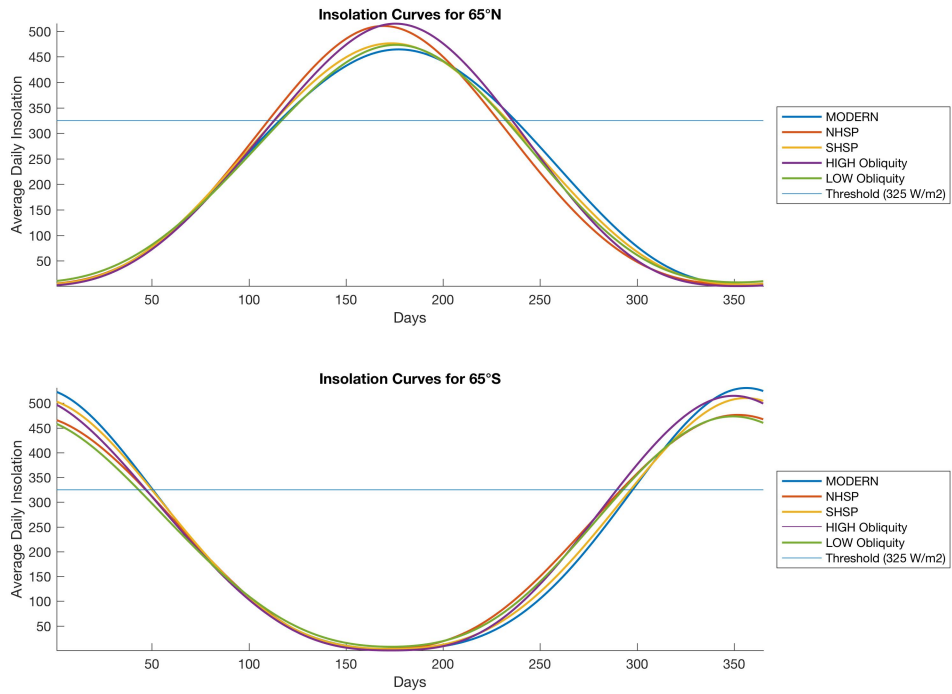 Insolation Curves for 65°N
Average Daily Insolation
500
450
400
350
300
250
200
150
100
50
50 100 150 200 250 300 350
Days
MODERN
NHSP
SHSP
HIGH Obliquity
LOW Obliquity
Threshold (325 W/m2)
Insolation Curves for 65°S
Average Daily Insolation
500
450
400
350
300
250
200
150
100
50
50 100 150 200 250 300 350
Days
MODERN
NHSP
SHSP
HIGH Obliquity
LOW Obliquity
Threshold (325 W/m2)